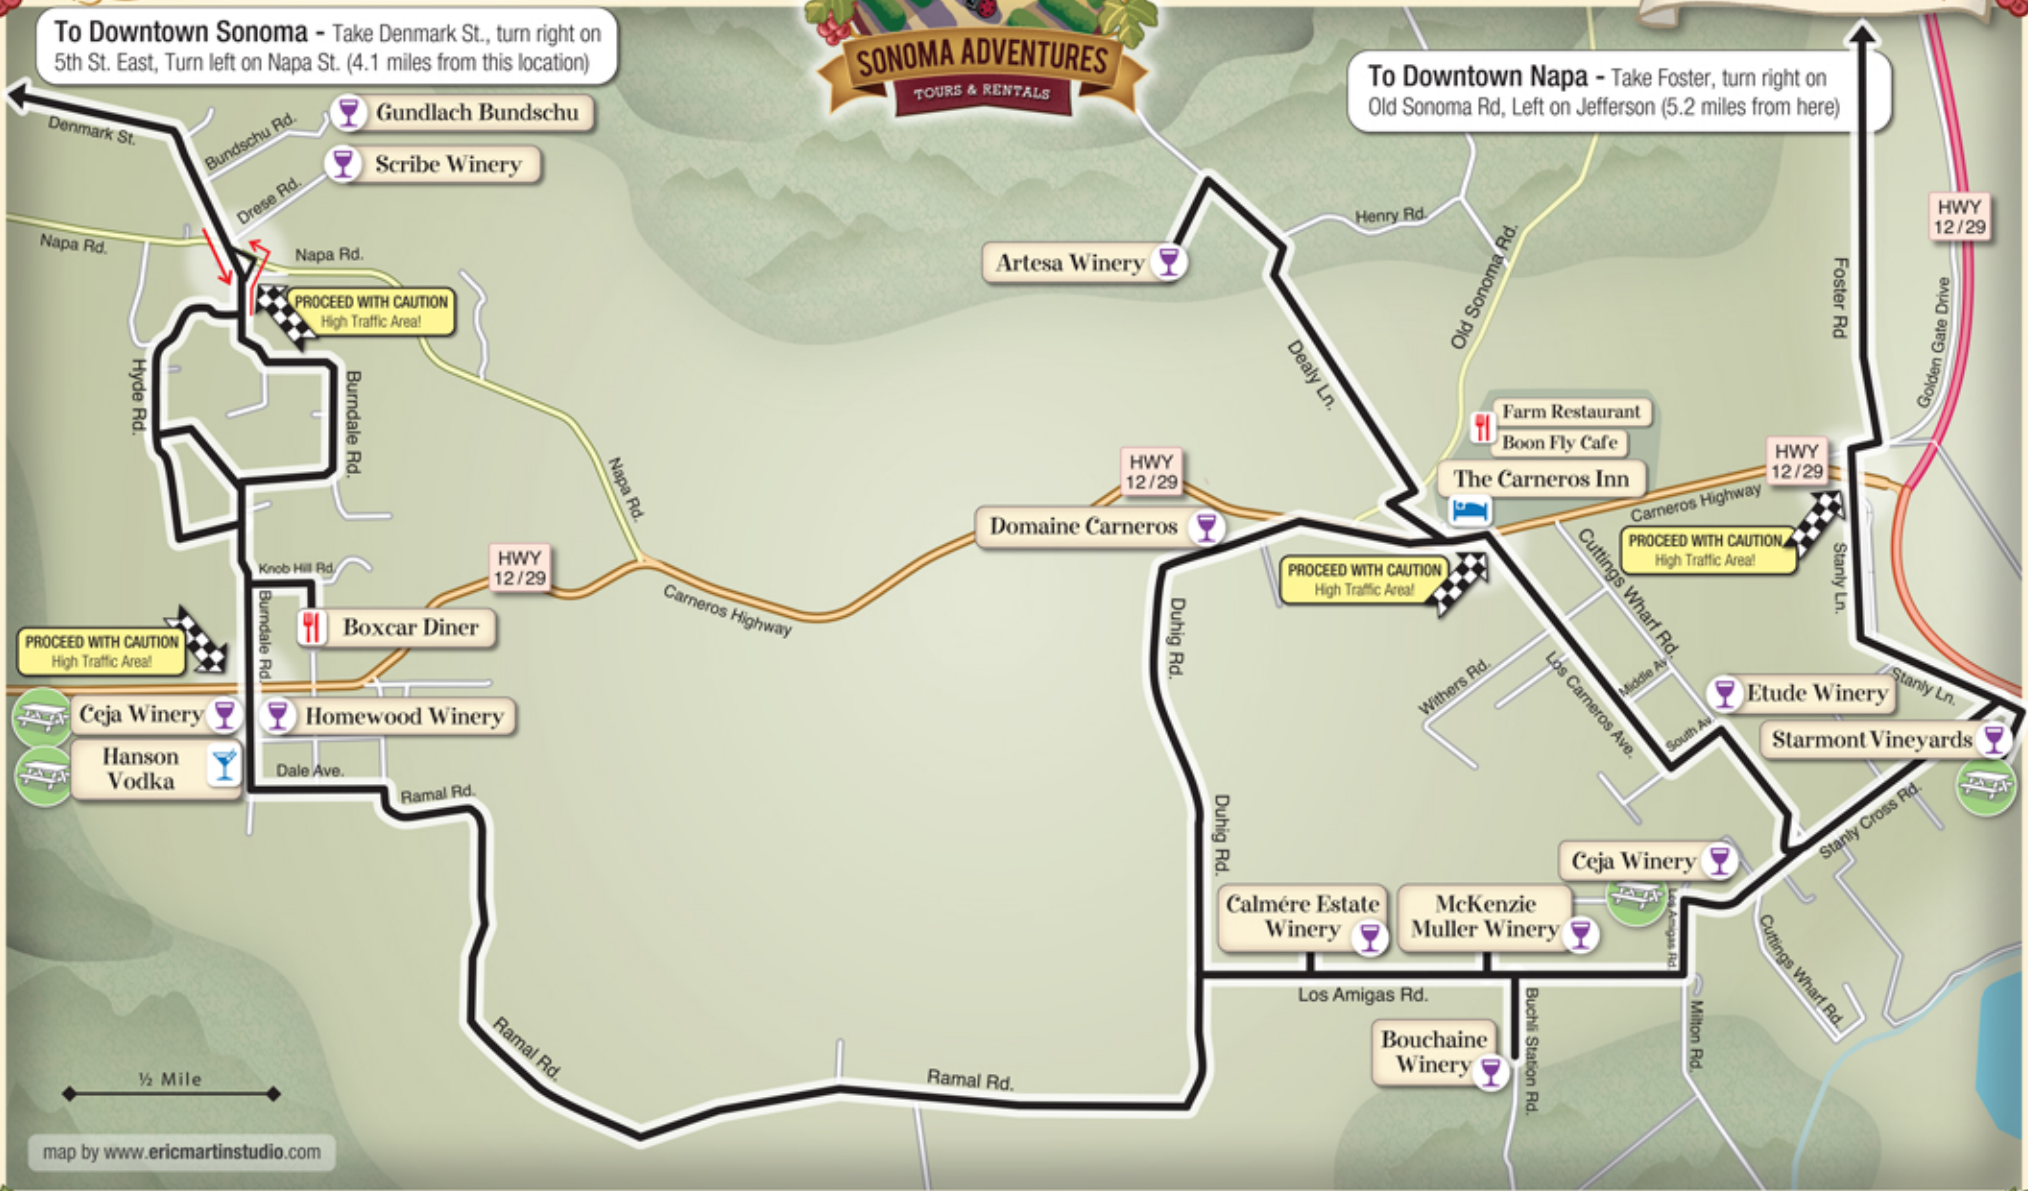 To Downtown Sonoma - Take Denmark St., turn right on
5th St. East, Turn left on Napa St. (4.1 miles from this location)
SONOMA ADVENTURES
TOURS & RENTALS
To Downtown Napa - Take Foster, turn right on
Old Sonoma Rd, Left on Jefferson (5.2 miles from here)
Denmark St.
Bundschu Rd.
Gundlach Bundschu
Scribe Winery
Drese Rd.
Napa Rd.
Napa Rd.
PROCEED WITH CAUTION
High Traffic Area!
Artesa Winery
Henry Rd.
Old Sonoma Rd.
HWY
12/29
Foster Rd
Golden Gate Drive
Hyde Rd.
Burndale Rd.
Dealy Ln.
Farm Restaurant
Boon Fly Cafe
The Carneros Inn
HWY
12/29
HWY
12/29
Carneros Highway
Napa Rd.
Domaine Carneros
PROCEED WITH CAUTION
High Traffic Area!
PROCEED WITH CAUTION
High Traffic Area!
Stanly Ln.
Cuttings Wharf Rd.
Knob Hill Rd.
HWY
12/29
Carneros Highway
Burndale Rd.
Boxcar Diner
PROCEED WITH CAUTION
High Traffic Area!
Duhig Rd.
Withers Rd.
Los Carneros Ave.
Middle Av.
South Av.
Etude Winery
Stanly Ln.
Starmont Vineyards
Ceja Winery
Homewood Winery
Hanson
Vodka
Dale Ave.
Ramal Rd.
Duhig Rd.
Stanly Cross Rd.
Ceja Winery
Calmére Estate
Winery
McKenzie
Muller Winery
Los Amigas Rd.
Cuttings Wharf Rd.
Los Amigas Rd.
Buchli Station Rd.
Milton Rd.
Bouchaine
Winery
Ramal Rd.
Ramal Rd.
½ Mile
map by www.ericmartinstudio.com